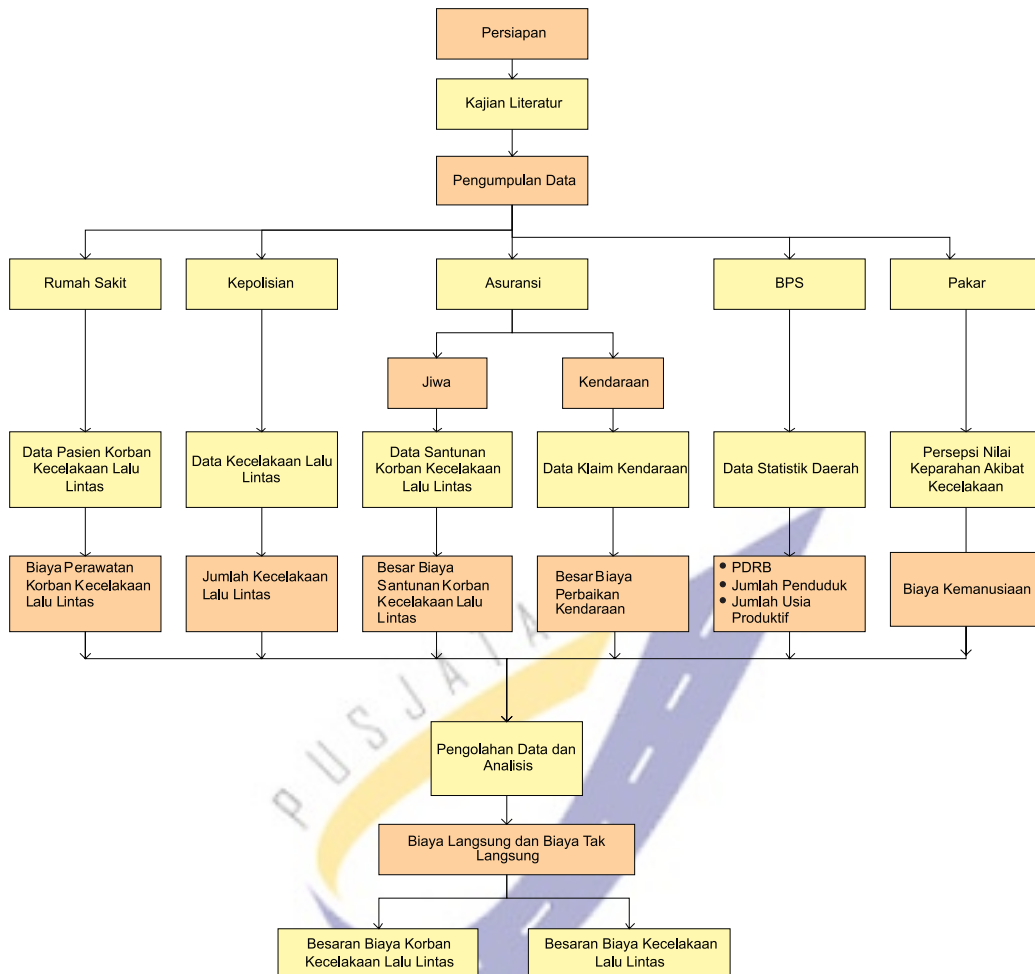 Persiapan
Kajian Literatur
Pengumpulan Data
Rumah Sakit
Kepolisian
Asuransi
BPS
Pakar
Jiwa
Kendaraan
Data Pasien Korban
Kecelakaan Lalu
Lintas
Data Kecelakaan Lalu
Lintas
Data Santunan
Korban Kecelakaan
Lalu Lintas
Data Klaim Kendaraan
Data Statistik Daerah
Persepsi Nilai
Keparahan Akibat
Kecelakaan
Biaya Perawatan
Korban Kecelakaan
Lalu Lintas
Jumlah Kecelakaan
Lalu Lintas
Besar Biaya
Santunan Korban
Kecelakaan Lalu
Lintas
Besar Biaya
Perbaikan
Kendaraan
• PDRB
• Jumlah Penduduk
• Jumlah Usia
Produktif
Biaya Kemanusiaan
PUSJATA
Pengolahan Data dan
Analisis
Biaya Langsung dan Biaya Tak
Langsung
Besaran Biaya Korban
Kecelakaan Lalu Lintas
Besaran Biaya Kecelakaan
Lalu Lintas